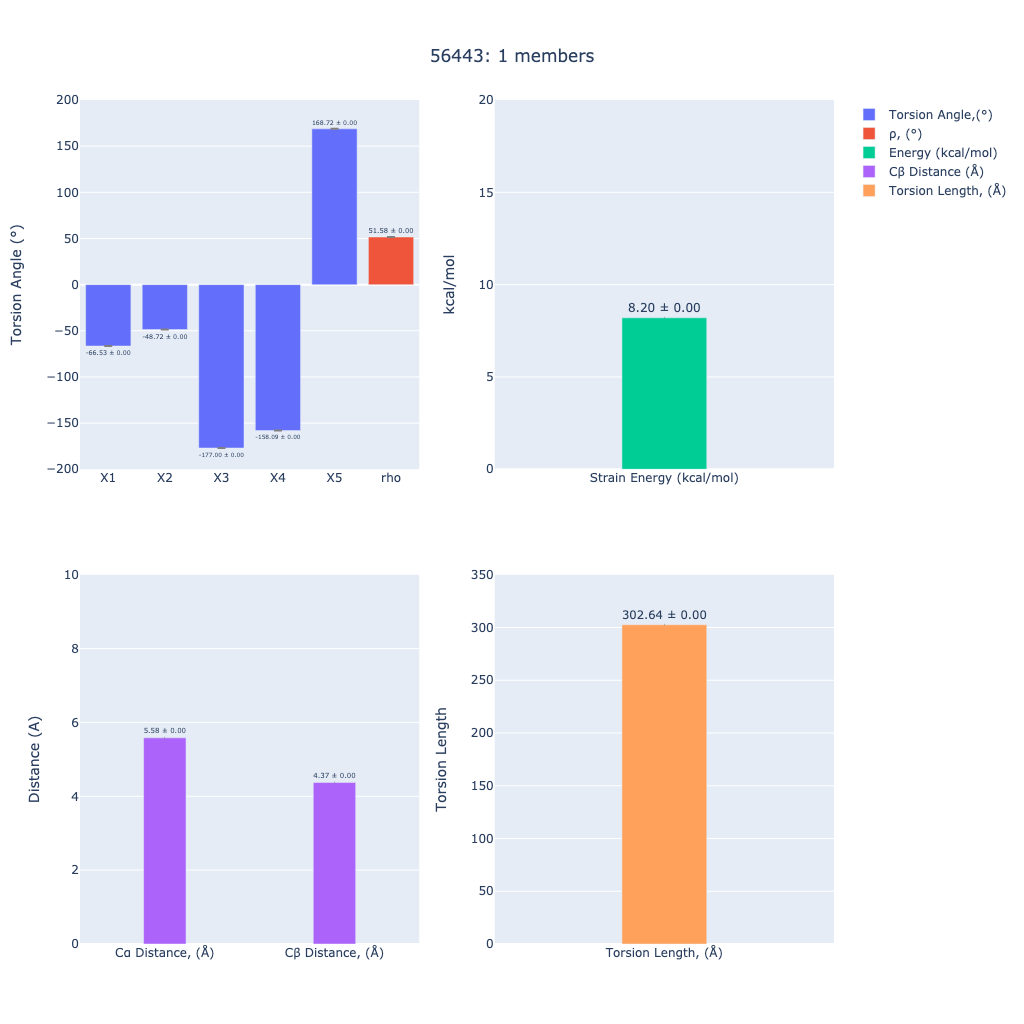 56443: 1 members
200
150
100
50
0
−50
−100
−150
−200
Torsion Angle (°)
-66.53 ± 0.00
-48.72 ± 0.00
-177.00 ± 0.00
-158.09 ± 0.00
168.72 ± 0.00
51.58 ± 0.00
X1
X2
X3
X4
X5
rho
20
15
10
5
0
kcal/mol
8.20 ± 0.00
Strain Energy (kcal/mol)
Torsion Angle,(°)
ρ, (°)
Energy (kcal/mol)
Cβ Distance (Å)
Torsion Length, (Å)
10
8
6
4
2
0
Distance (A)
5.58 ± 0.00
4.37 ± 0.00
Cα Distance, (Å)
Cβ Distance, (Å)
350
300
250
200
150
100
50
0
Torsion Length
302.64 ± 0.00
Torsion Length, (Å)